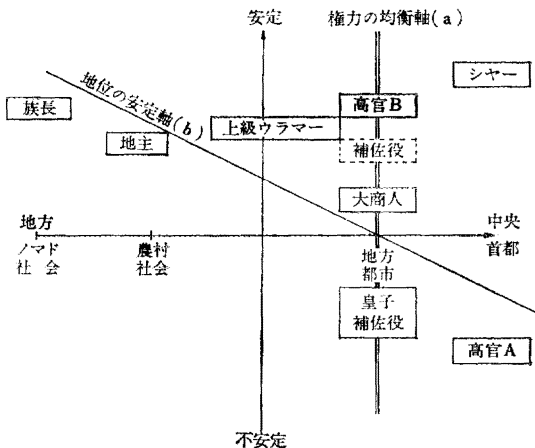 安定
権力の均衡軸(a)
シヤー
地位の安定軸(b)
族長
高官B
上級ウラマー
地主
補佐役
大商人
地方
中央
ノマド
社会
農村
社会
地方
都市
首都
皇子
補佐役
高官A
不安定